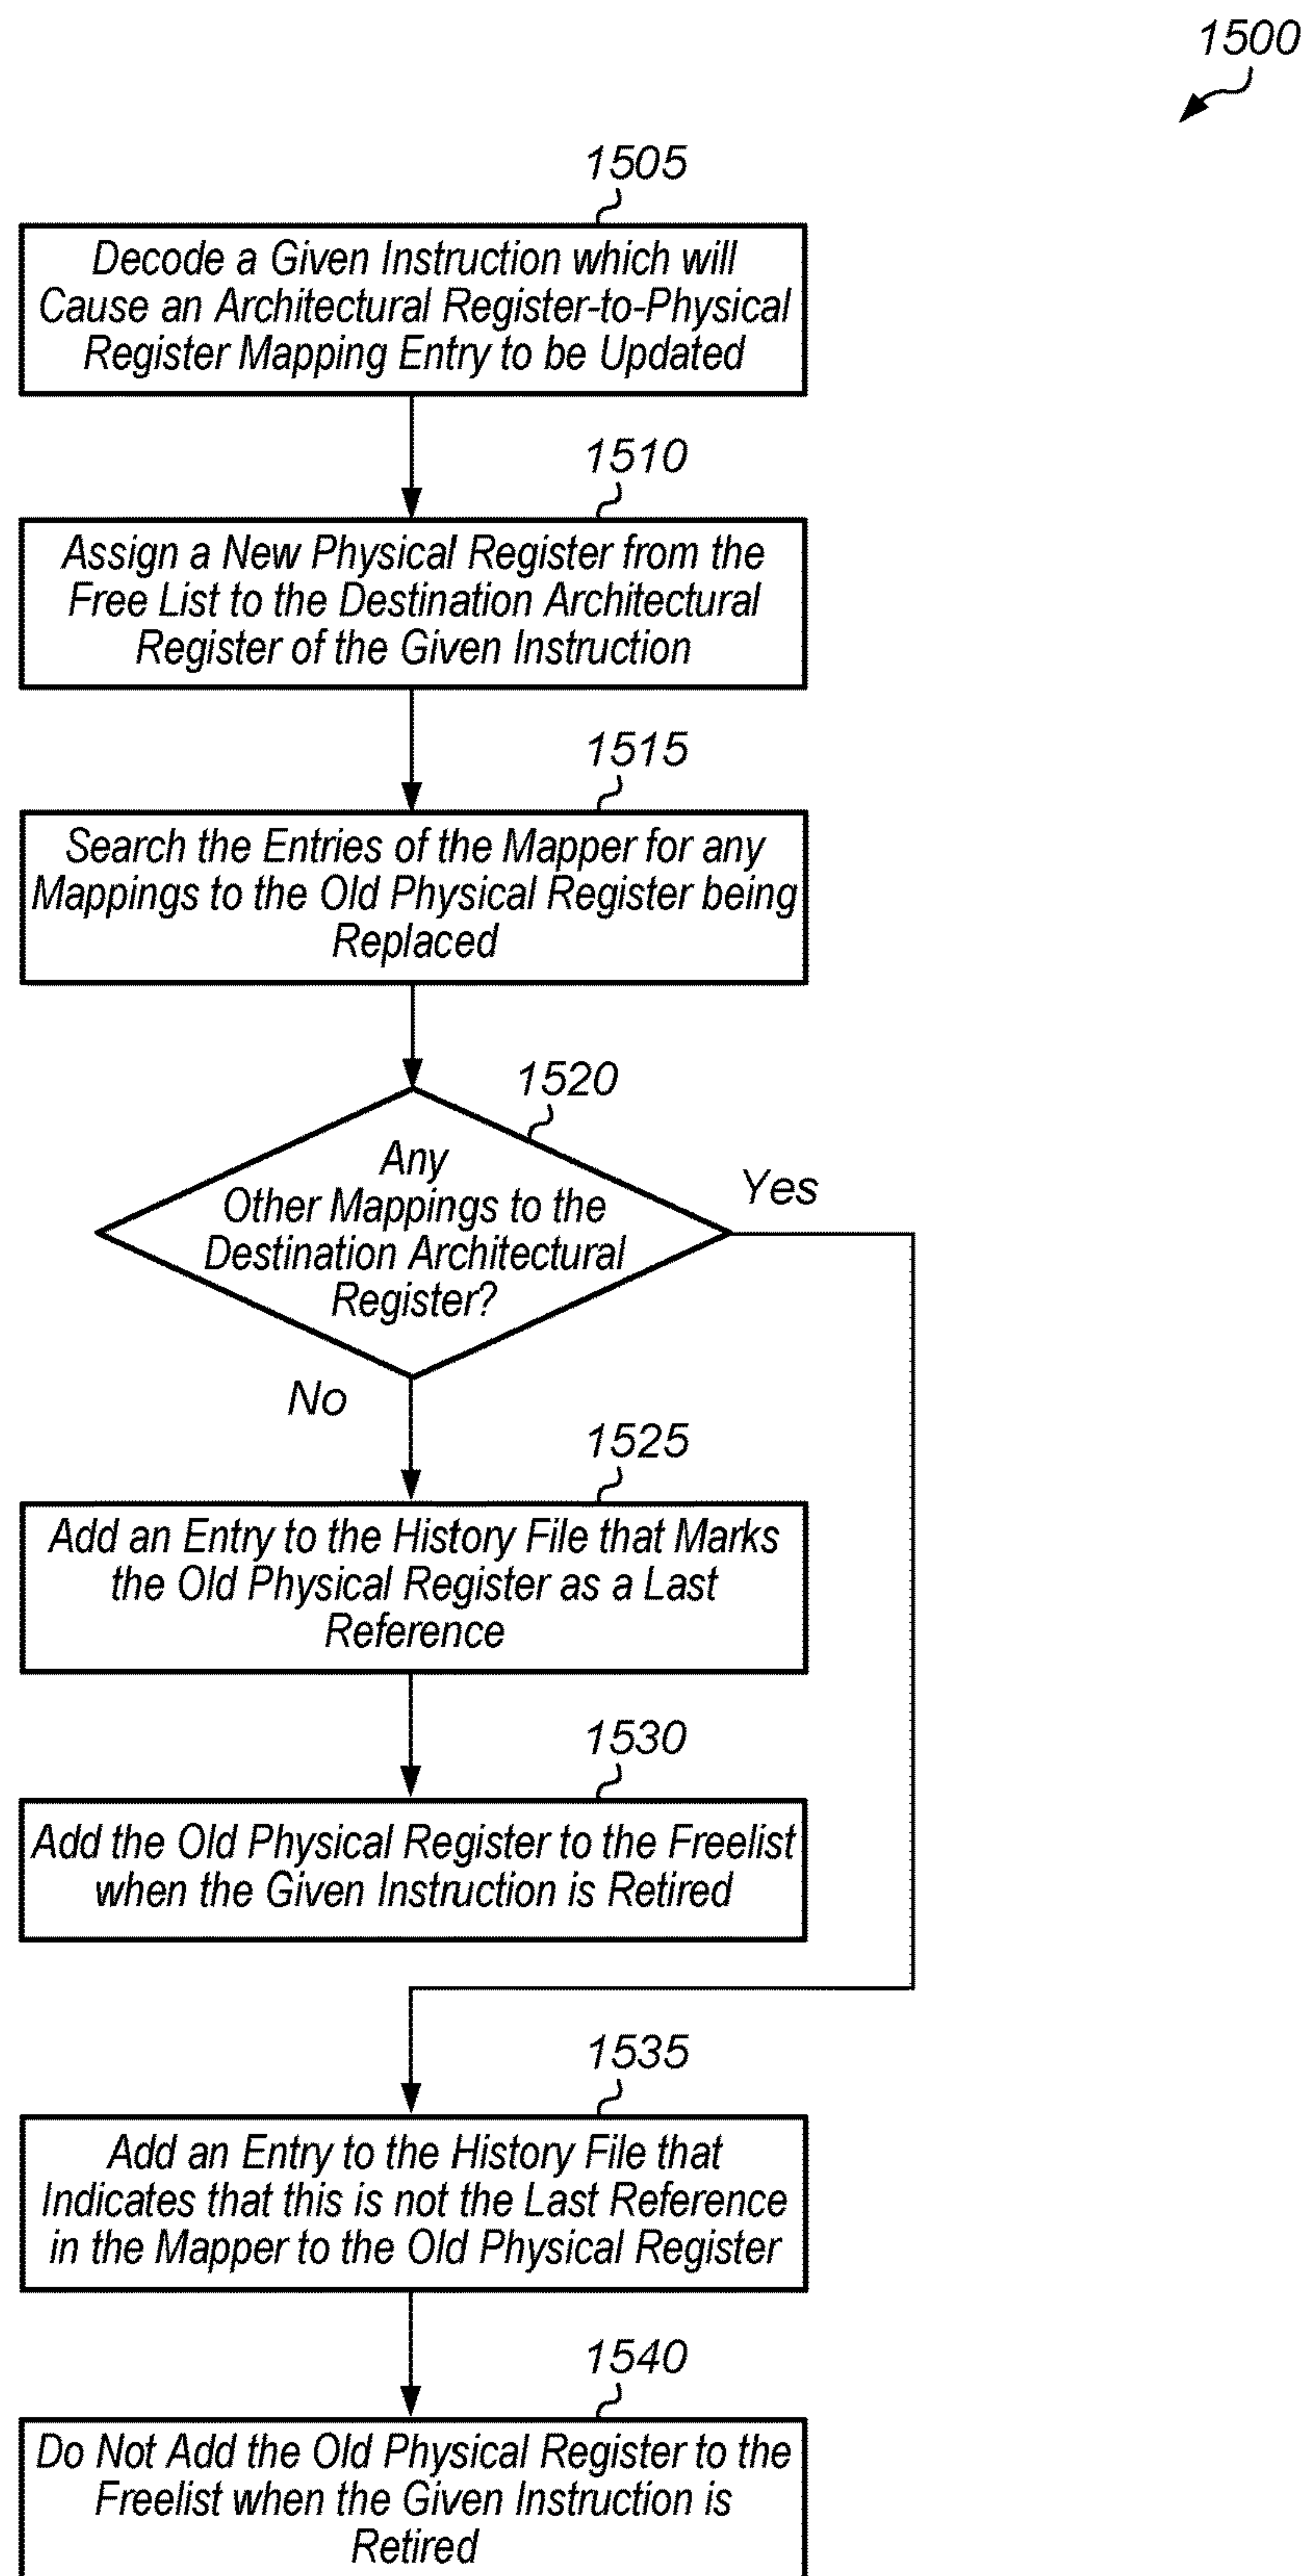 1500
1505
Decode a Given Instruction which will
Cause an Architectural Register-to-Physical
Register Mapping Entry to be Updated
1510
Assign a New Physical Register from the
Free List to the Destination Architectural
Register of the Given Instruction
1515
Search the Entries of the Mapper for any
Mappings to the Old Physical Register being
Replaced
1520
Any
Other Mappings to the
Destination Architectural
Register?
Yes
No
1525
Add an Entry to the History File that Marks
the Old Physical Register as a Last
Reference
1530
Add the Old Physical Register to the Freelist
when the Given Instruction is Retired
1535
Add an Entry to the History File that
Indicates that this is not the Last Reference
in the Mapper to the Old Physical Register
1540
Do Not Add the Old Physical Register to the
Freelist when the Given Instruction is
Retired